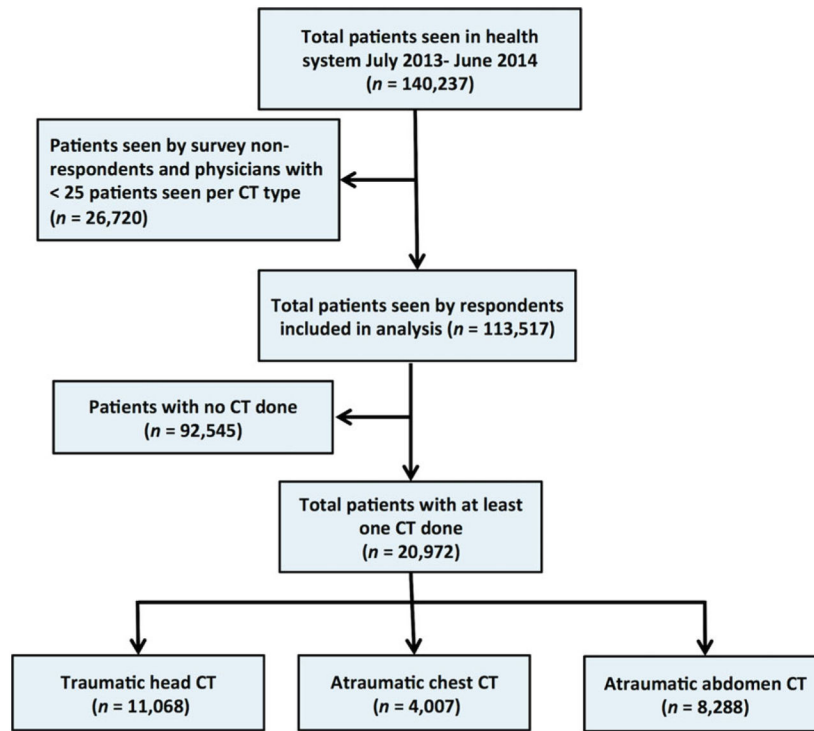 Total patients seen in health
system July 2013- June 2014
(n = 140,237)
Patients seen by survey non-
respondents and physicians with
< 25 patients seen per CT type
(n = 26,720)
Total patients seen by respondents
included in analysis (n = 113,517)
Patients with no CT done
(n = 92,545)
Total patients with at least
one CT done
(n = 20,972)
Traumatic head CT
(n = 11,068)
Atraumatic chest CT
(n = 4,007)
Atraumatic abdomen CT
(n = 8,288)